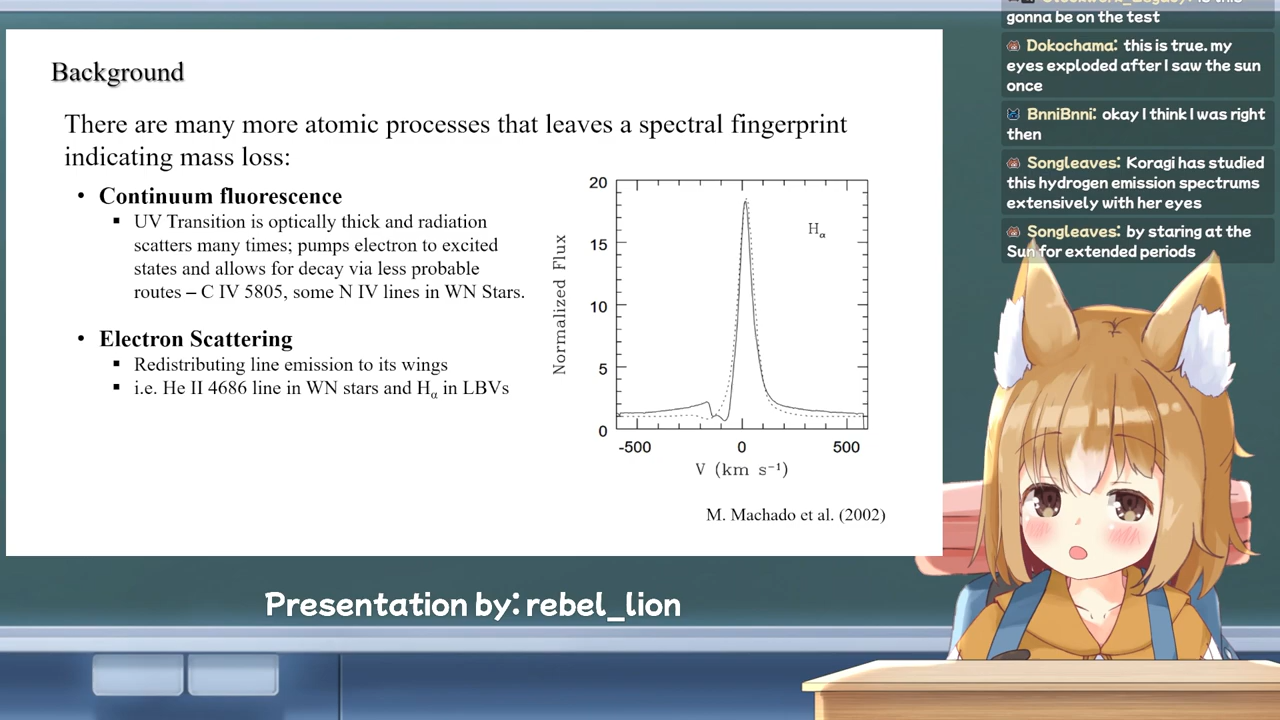 Background
There are many more atomic processes that leaves a spectral fingerprint
indicating mass loss:
• Continuum fluorescence
▪ UV Transition is optically thick and radiation
scatters many times; pumps electron to excited
states and allows for decay via less probable
routes – C IV 5805, some N IV lines in WN Stars.
• Electron Scattering
▪ Redistributing line emission to its wings
▪ i.e. He II 4686 line in WN stars and Hα in LBVs
20
15
10
5
0
Normalized Flux
Hα
-500 0 500
V (km s⁻¹)
M. Machado et al. (2002)
Presentation by: rebel_lion
gonna be on the test
Dokochama: this is true. my
eyes exploded after I saw the sun
once
BnniBnni: okay I think I was right
then
Songleaves: Koragi has studied
this hydrogen emission spectrums
extensively with her eyes
Songleaves: by staring at the
Sun for extended periods